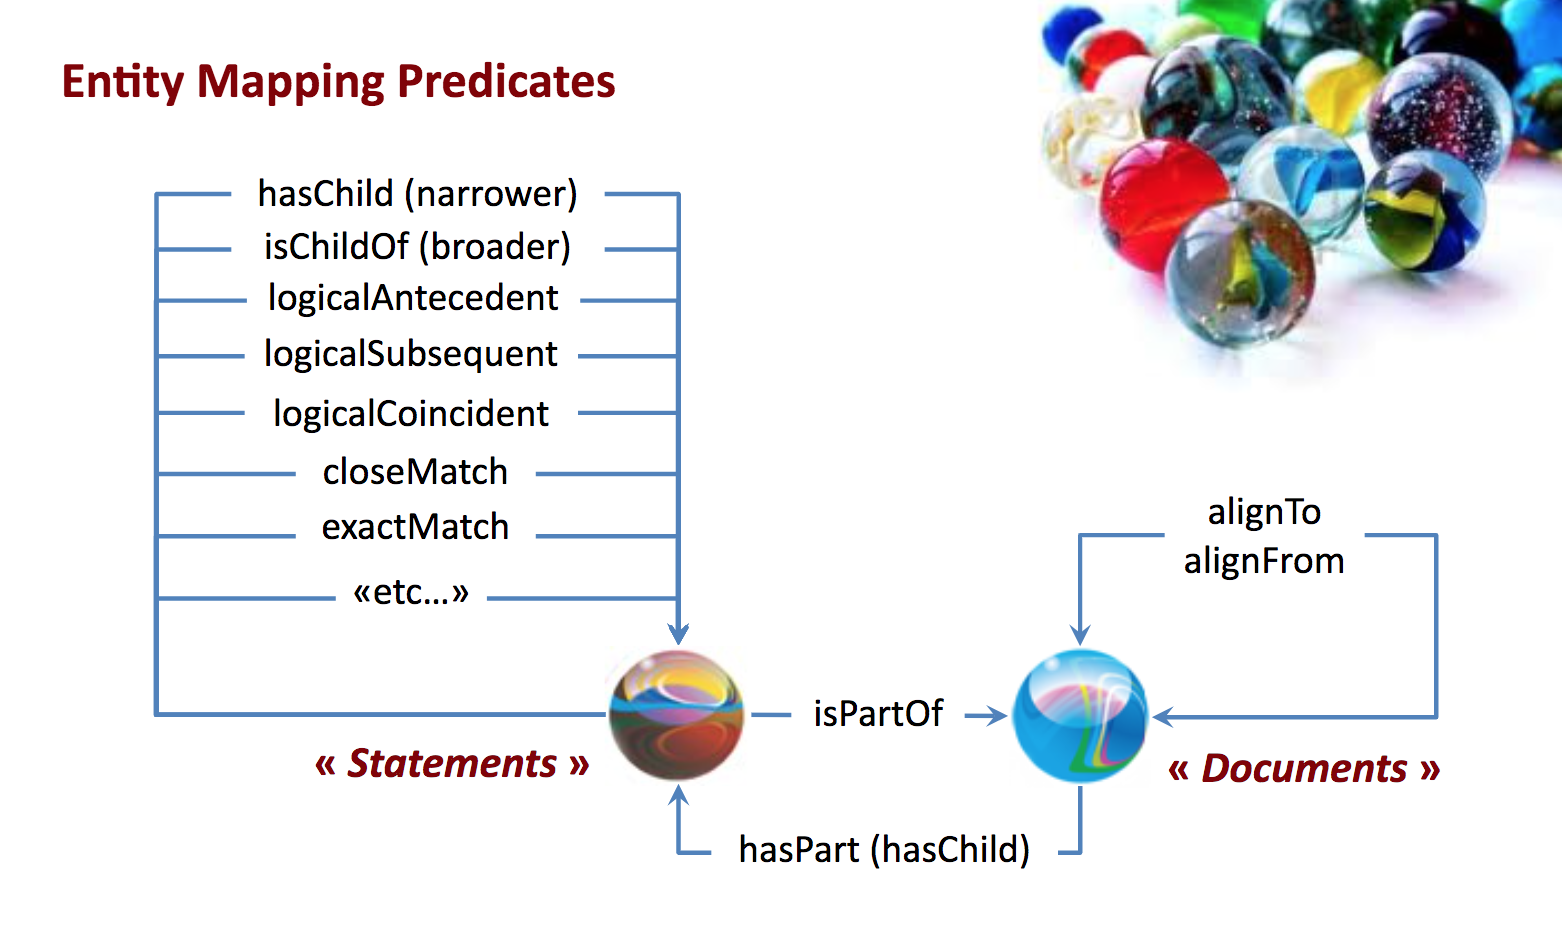 Entity Mapping Predicates
hasChild (narrower)
isChildOf (broader)
logicalAntecedent
logicalSubsequent
logicalCoincident
closeMatch
exactMatch
«etc...»
alignTo
alignFrom
isPartOf
« Statements »
« Documents »
hasPart (hasChild)